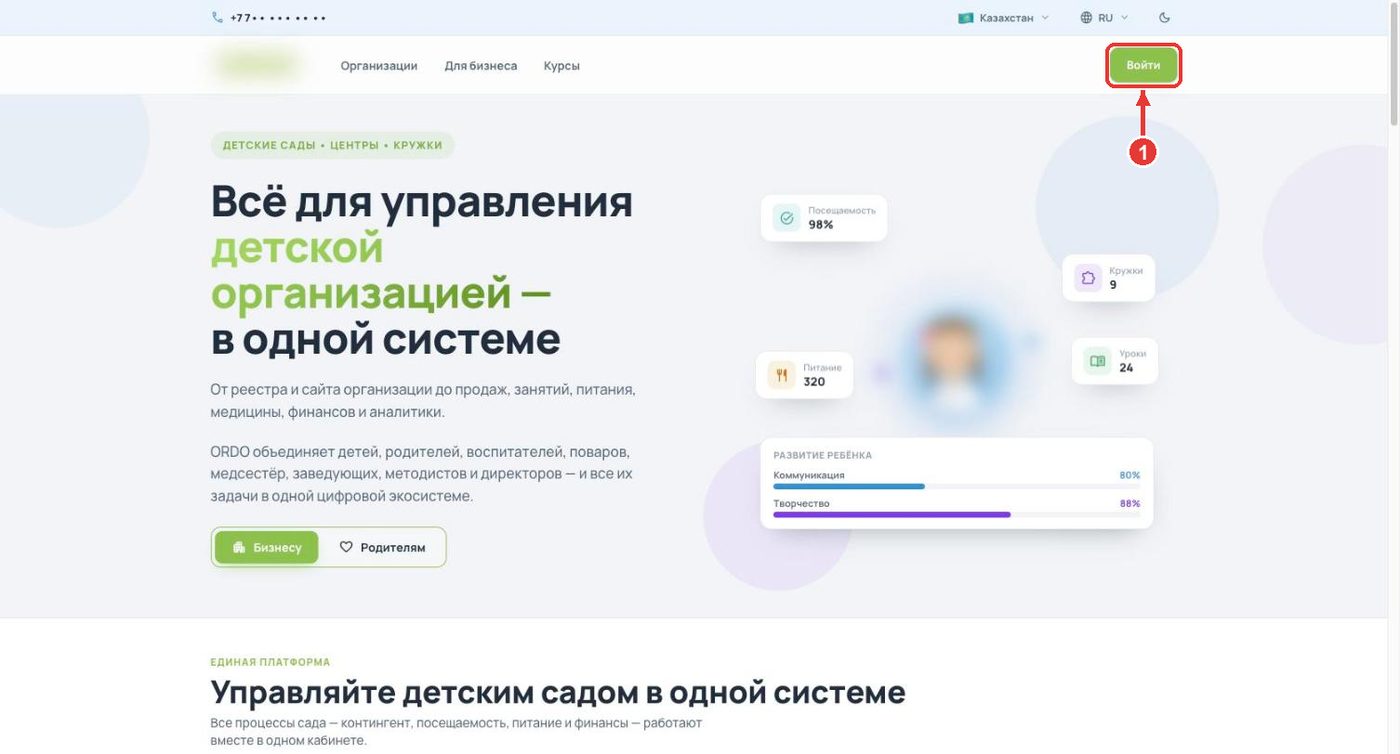 +77•• ••• •• ••
Казахстан
RU
Организации
Для бизнеса
Курсы
Войти
1
ДЕТСКИЕ САДЫ • ЦЕНТРЫ • КРУЖКИ
Всё для управления
детской
организацией —
в одной системе
От реестра и сайта организации до продаж, занятий, питания,
медицины, финансов и аналитики.
ORDO объединяет детей, родителей, воспитателей, поваров,
медсестёр, заведующих, методистов и директоров — и все их
задачи в одной цифровой экосистеме.
Бизнесу
Родителям
Посещаемость
98%
Кружки
9
Питание
320
Уроки
24
РАЗВИТИЕ РЕБЁНКА
Коммуникация 80%
Творчество 88%
ЕДИНАЯ ПЛАТФОРМА
Управляйте детским садом в одной системе
Все процессы сада — контингент, посещаемость, питание и финансы — работают
вместе в одном кабинете.